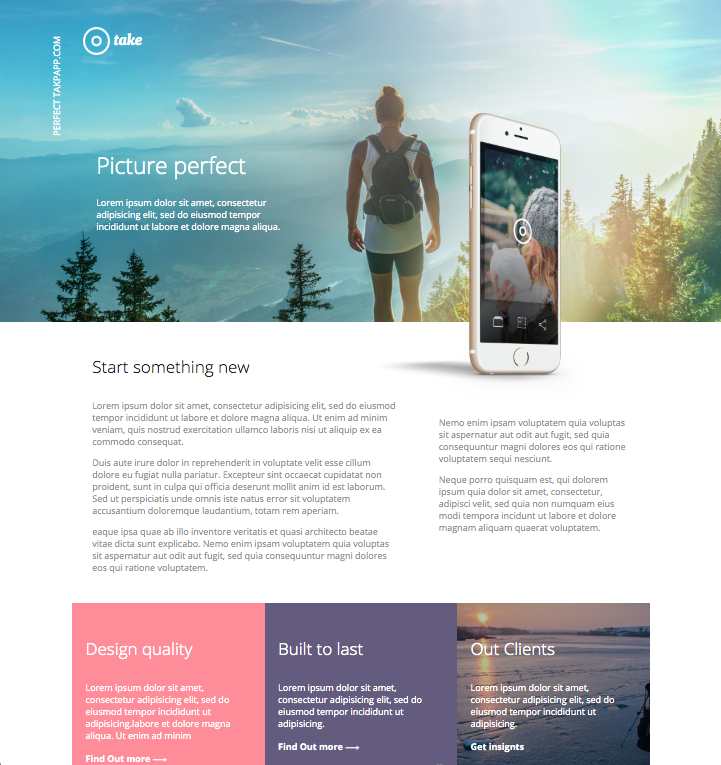 take
PERFECT TAKPAPP.COM
Picture perfect
Lorem ipsum dolor sit amet, consectetur
adipisicing elit, sed do eiusmod tempor
incididunt ut labore et dolore magna aliqua.
Start something new
Lorem ipsum dolor sit amet, consectetur adipisicing elit, sed do eiusmod
tempor incididunt ut labore et dolore magna aliqua. Ut enim ad minim
veniam, quis nostrud exercitation ullamco laboris nisi ut aliquip ex ea
commodo consequat.
Duis aute irure dolor in reprehenderit in voluptate velit esse cillum
dolore eu fugiat nulla pariatur. Excepteur sint occaecat cupidatat non
proident, sunt in culpa qui officia deserunt mollit anim id est laborum.
Sed ut perspiciatis unde omnis iste natus error sit voluptatem
accusantium doloremque laudantium, totam rem aperiam.
eaque ipsa quae ab illo inventore veritatis et quasi architecto beatae
vitae dicta sunt explicabo. Nemo enim ipsam voluptatem quia voluptas
sit aspernatur aut odit aut fugit, sed quia consequuntur magni dolores
eos qui ratione voluptatem.
Nemo enim ipsam voluptatem quia voluptas
sit aspernatur aut odit aut fugit, sed quia
consequuntur magni dolores eos qui ratione
voluptatem sequi nesciunt.
Neque porro quisquam est, qui dolorem
ipsum quia dolor sit amet, consectetur,
adipisci velit, sed quia non numquam eius
modi tempora incidunt ut labore et dolore
magnam aliquam quaerat voluptatem.
Design quality
Lorem ipsum dolor sit amet,
consectetur adipisicing elit, sed do
eiusmod tempor incididunt ut
adipisicing.labore et dolore magna
aliqua. Ut enim ad minim
Find Out more ⟶
Built to last
Lorem ipsum dolor sit amet,
consectetur adipisicing elit, sed do
eiusmod tempor incididunt ut
adipisicing.
Find Out more ⟶
Our Clients
Lorem ipsum dolor sit amet,
consectetur adipisicing elit, sed do
eiusmod tempor incididunt ut
adipisicing.
Get insignts